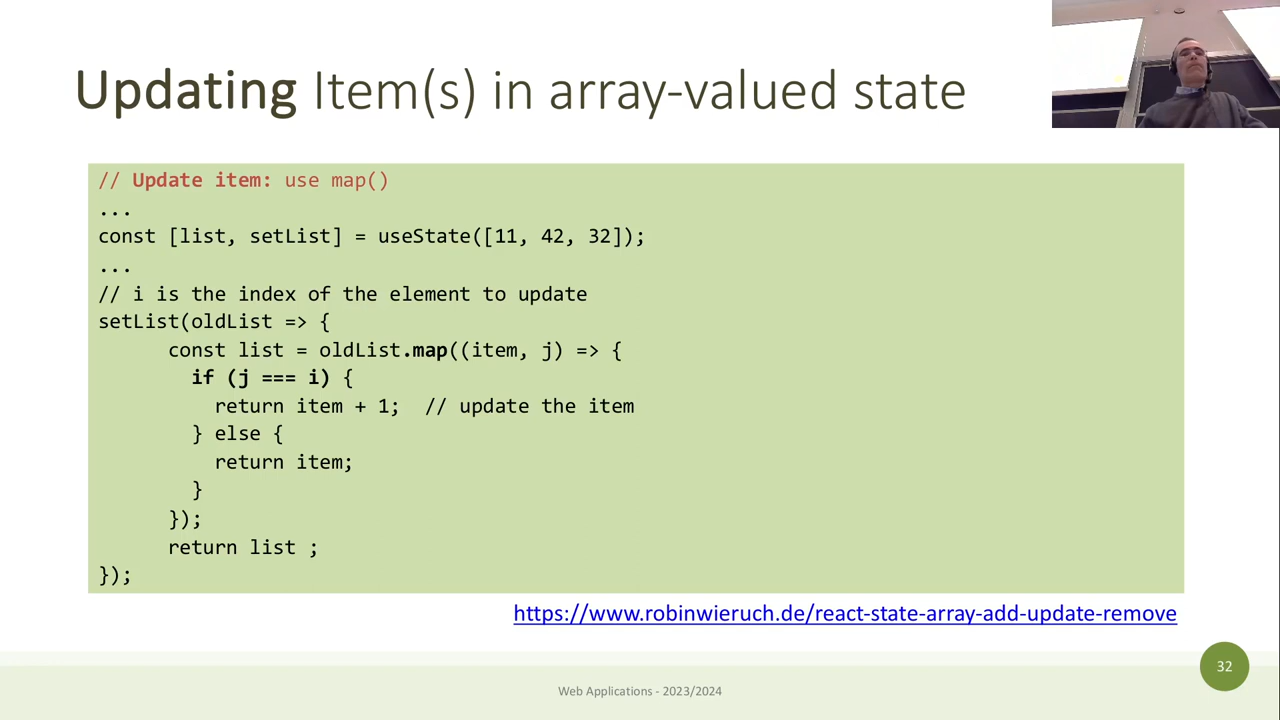 Updating Item(s) in array-valued state
// Update item: use map()
...
const [list, setList] = useState([11, 42, 32]);
...
// i is the index of the element to update
setList(oldList => {
      const list = oldList.map((item, j) => {
        if (j === i) {
          return item + 1;  // update the item
        } else {
          return item;
        }
      });
      return list ;
});
https://www.robinwieruch.de/react-state-array-add-update-remove
32
Web Applications - 2023/2024